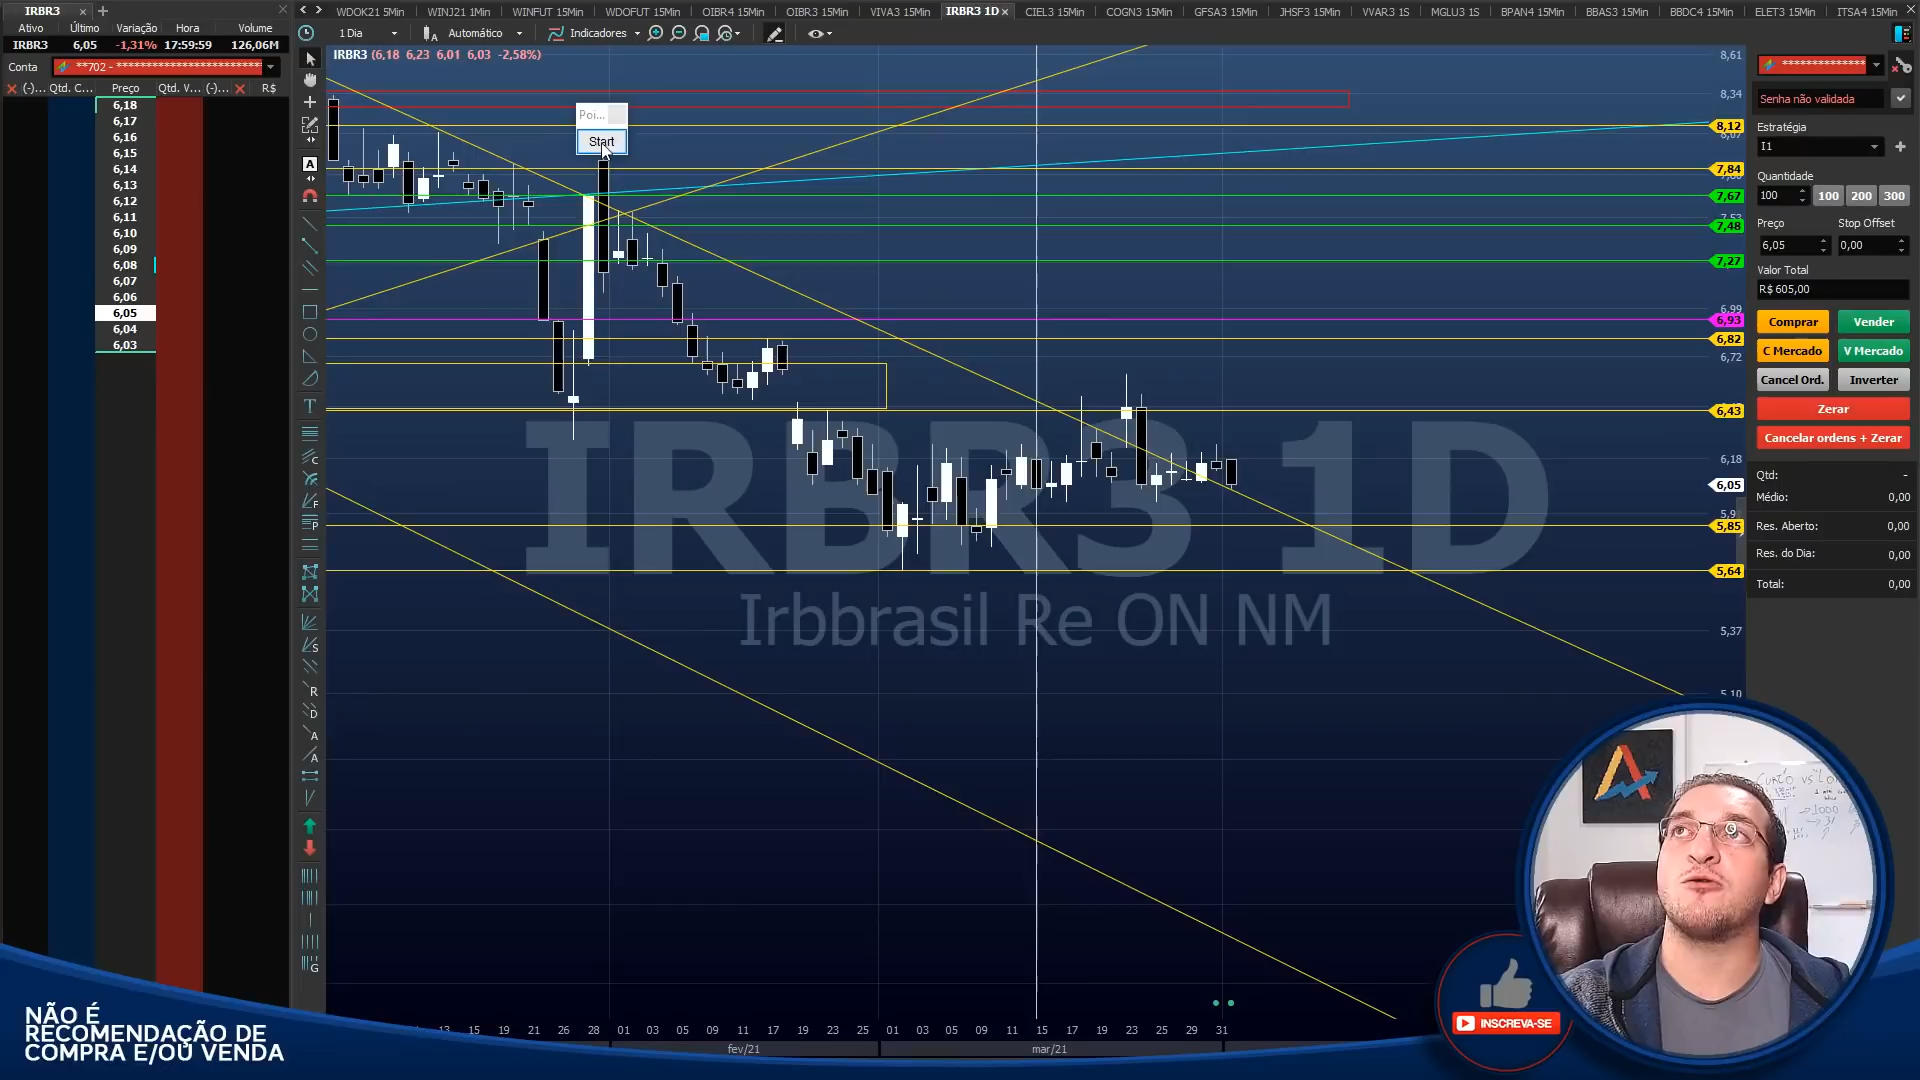 IRBR3
Ativo Último Variação Hora Volume
IRBR3 6,05 -1,31% 17:59:59 126,06M
Conta **702 - **************************
(-)... Qtd. C... Preço Qtd. V... (-)... R$
6,18
6,17
6,16
6,15
6,14
6,13
6,12
6,11
6,10
6,09
6,08
6,07
6,06
6,05
6,04
6,03
WDOK21 5Min WINJ21 1Min WINFUT 15Min WDOFUT 15Min OIBR4 15Min OIBR3 15Min VIVA3 15Min IRBR3 1D CIEL3 15Min COGN3 15Min GFSA3 15Min JHSF3 15Min VVAR3 1S MGLU3 1S BPAN4 15Min BBAS3 15Min BBDC4 15Min ELET3 15Min ITSA4 15Min
1 Dia Automático Indicadores
IRBR3 (6,18 6,23 6,01 6,03 -2,58%)
Poi...
Start
8,61
8,34
8,12
7,84
7,67
7,53
7,48
7,27
6,99
6,93
6,82
6,72
6,43
6,18
6,05
5,85
5,64
5,37
5,10
IRBR3 1D
Irbbrasil Re ON NM
13 15 19 21 26 28 01 03 05 09 11 17 19 23 25 01 03 05 09 11 15 17 19 23 25 29 31
fev/21 mar/21
***************
Senha não validada
Estratégia
I1
Quantidade
100 100 200 300
Preço Stop Offset
6,05 0,00
Valor Total
R$ 605,00
Comprar Vender
C Mercado V Mercado
Cancel Ord. Inverter
Zerar
Cancelar ordens + Zerar
Qtd: -
Médio: 0,00
Res. Aberto: 0,00
Res. do Dia: 0,00
Total: 0,00
INSCREVA-SE
NÃO É
RECOMENDAÇÃO DE
COMPRA E/OU VENDA